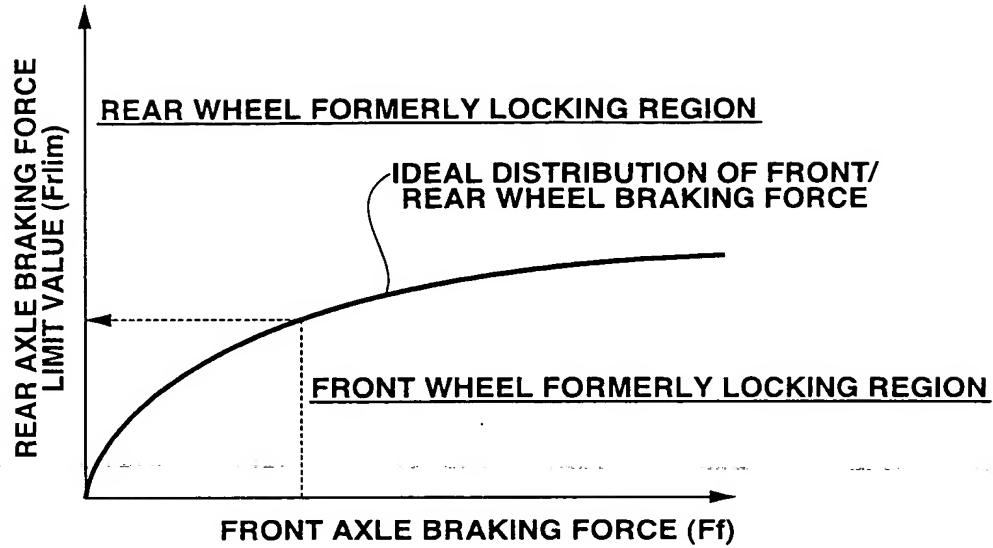 REAR WHEEL FORMERLY LOCKING REGION
IDEAL DISTRIBUTION OF FRONT/
REAR WHEEL BRAKING FORCE
REAR AXLE BRAKING FORCE
LIMIT VALUE (Frlim)
FRONT WHEEL FORMERLY LOCKING REGION
FRONT AXLE BRAKING FORCE (Ff)